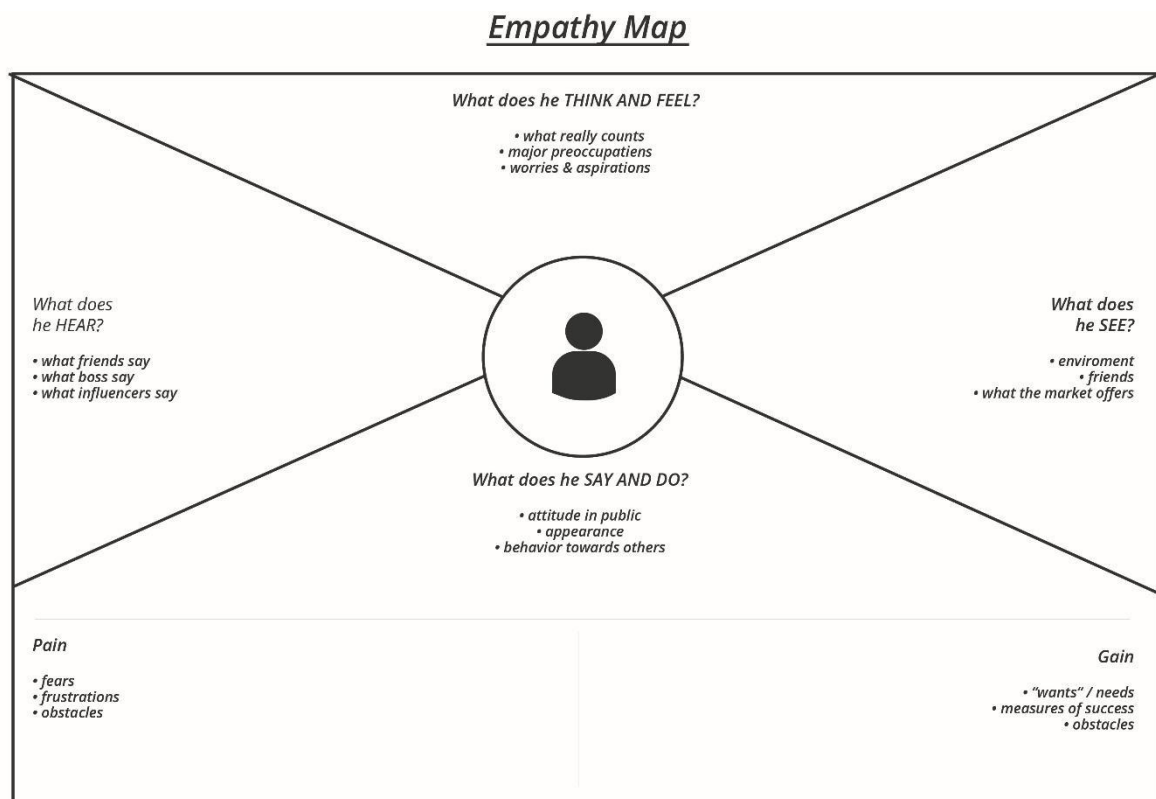 Empathy Map
What does he THINK AND FEEL?
• what really counts
• major preoccupatiens
• worries & aspirations
What does
he HEAR?
• what friends say
• what boss say
• what influencers say
What does
he SEE?
• enviroment
• friends
• what the market offers
What does he SAY AND DO?
• attitude in public
• appearance
• behavior towards others
Pain
• fears
• frustrations
• obstacles
Gain
• “wants” / needs
• measures of success
• obstacles